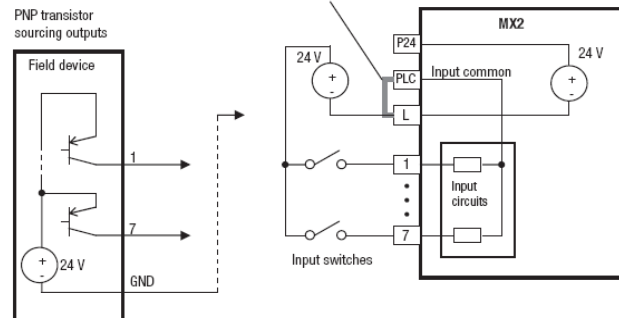 PNP transistor
sourcing outputs
Field device
1
7
+
-
24 V
GND
MX2
P24
24 V
+
-
PLC
Input common
24 V
+
-
L
1
Input
circuits
7
Input switches